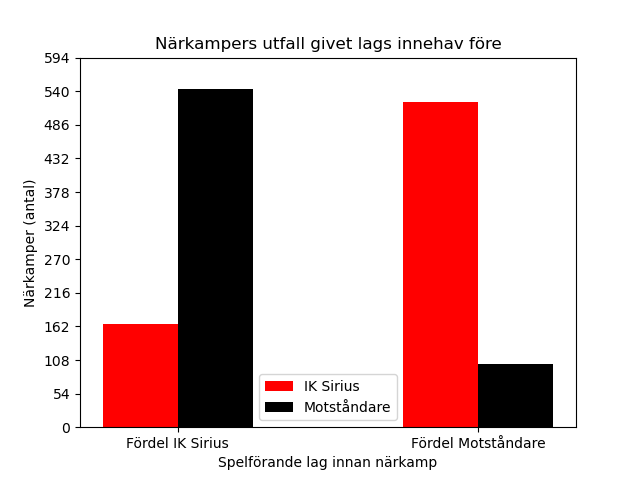 Närkampers utfall givet lags innehav före
594
540
486
432
378
324
270
216
162
108
54
0
Närkamper (antal)
IK Sirius
Motståndare
Fördel IK Sirius
Fördel Motståndare
Spelförande lag innan närkamp